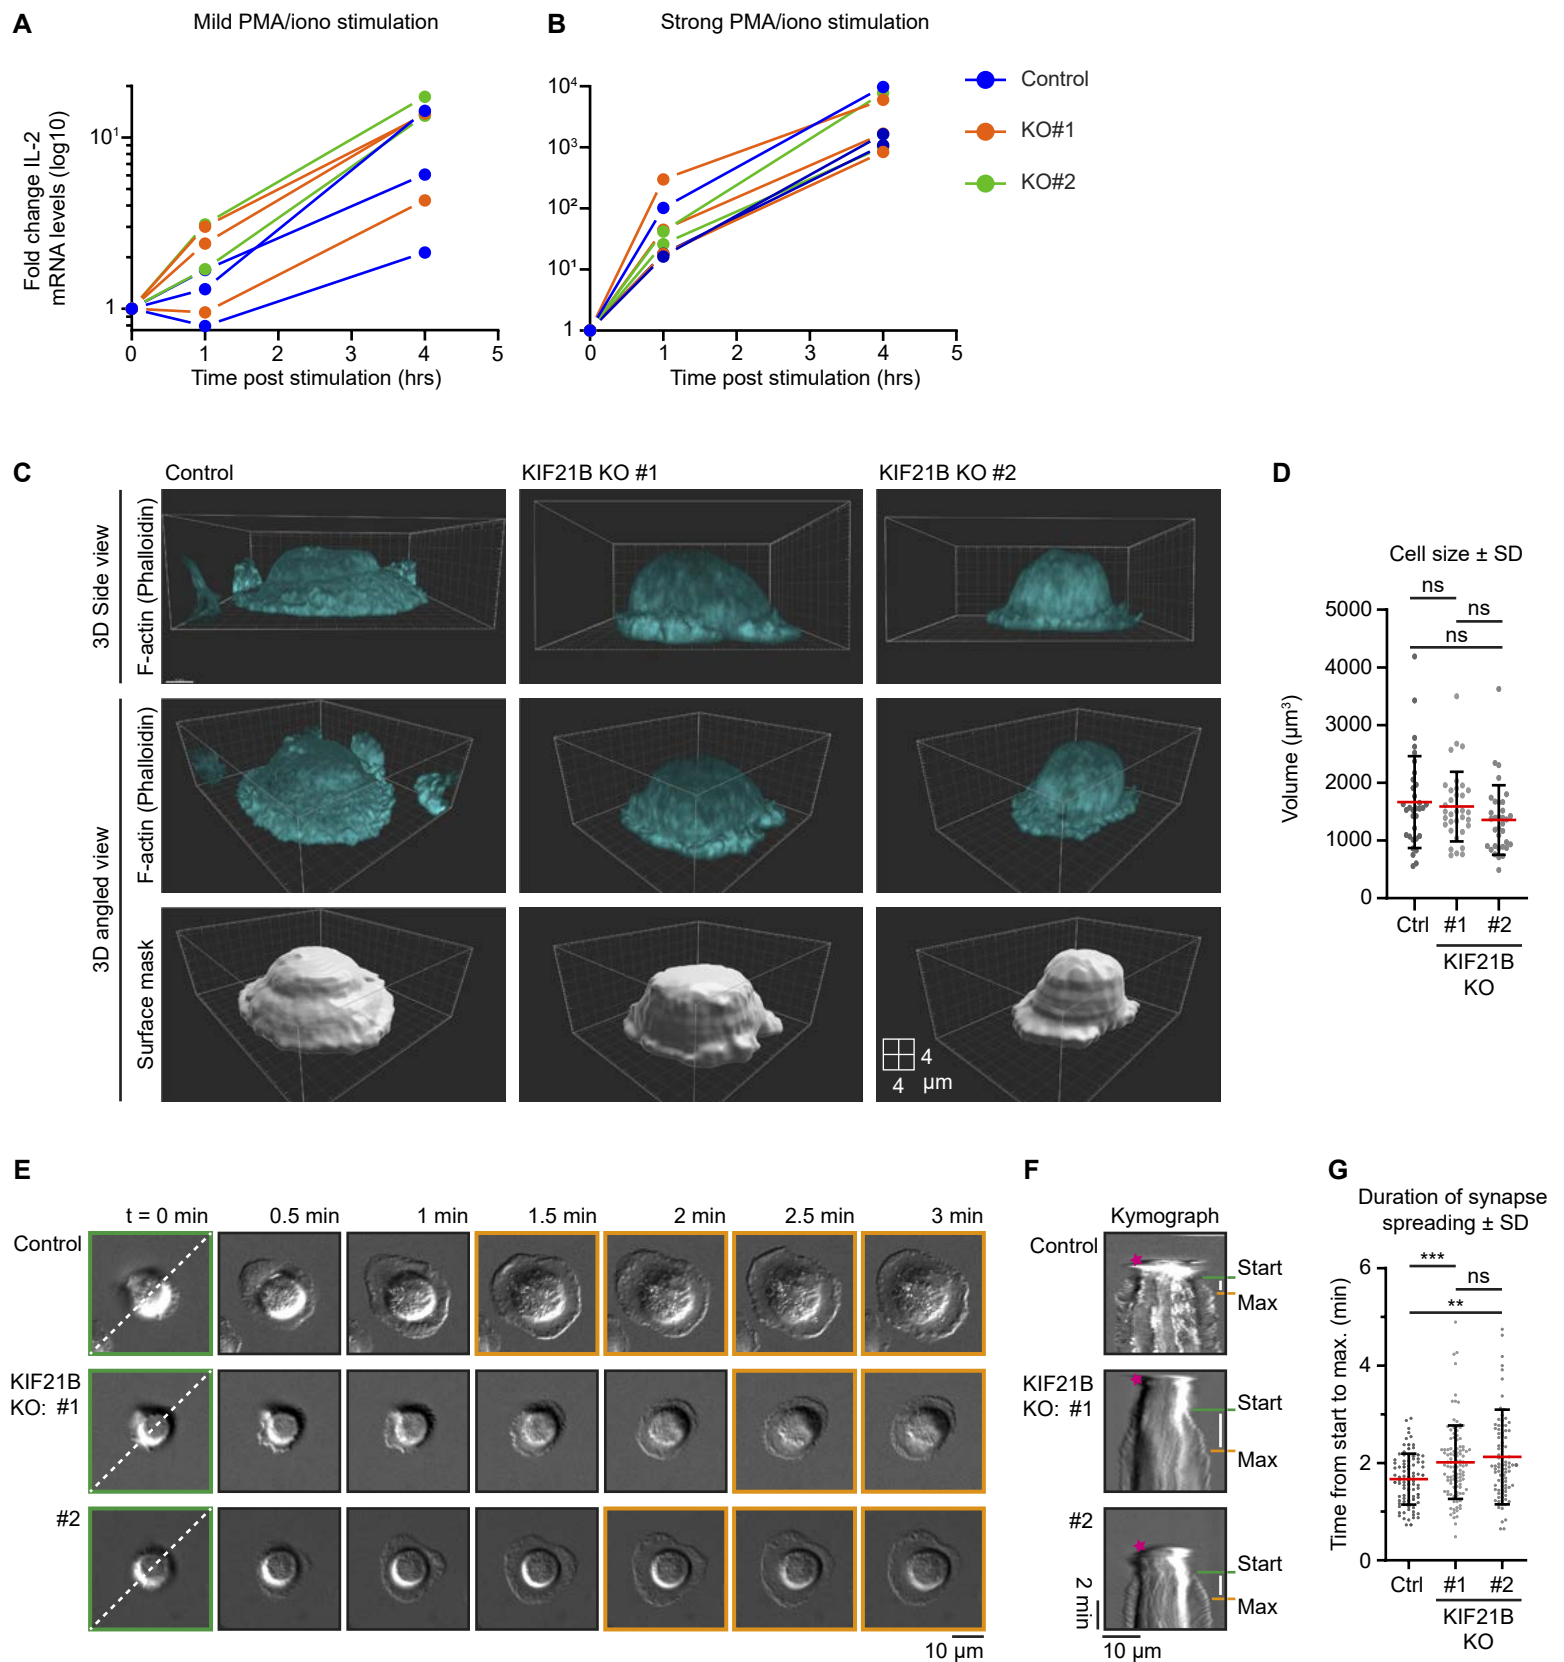 A
Mild PMA/iono stimulation
B
Strong PMA/iono stimulation
Fold change IL-2
mRNA levels (log10)
10¹
1
0 1 2 3 4 5
Time post stimulation (hrs)
10⁴
10³
10²
10¹
1
0 1 2 3 4 5
Time post stimulation (hrs)
Control
KO#1
KO#2
C
Control
KIF21B KO #1
KIF21B KO #2
3D Side view
F-actin (Phalloidin)
3D angled view
F-actin (Phalloidin)
Surface mask
4
4 µm
D
Cell size ± SD
ns
ns
ns
Volume (µm³)
5000
4000
3000
2000
1000
0
Ctrl #1 #2
KIF21B
KO
E
t = 0 min 0.5 min 1 min 1.5 min 2 min 2.5 min 3 min
Control
KIF21B
KO: #1
#2
10 µm
F
Kymograph
Control
Start
Max
KIF21B
KO: #1
Start
Max
#2
Start
Max
2 min
10 µm
G
Duration of synapse
spreading ± SD
***
ns
**
Time from start to max. (min)
6
4
2
0
Ctrl #1 #2
KIF21B
KO